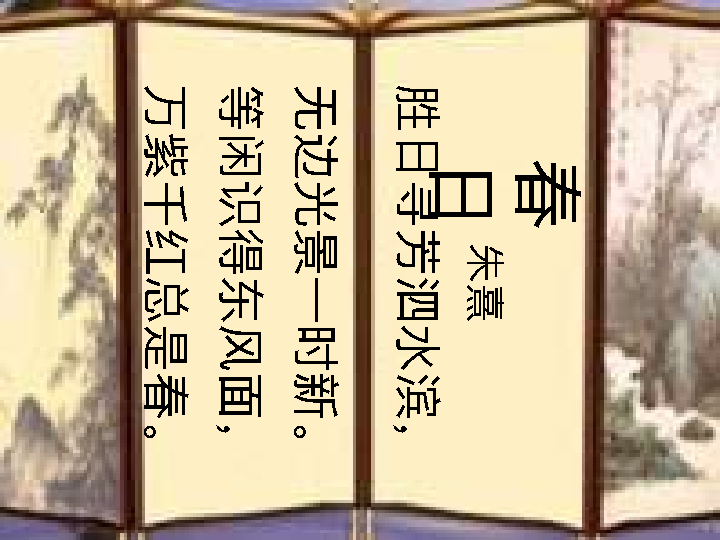 春日
朱熹
胜日寻芳泗水滨，
无边光景一时新。
等闲识得东风面，
万紫千红总是春。